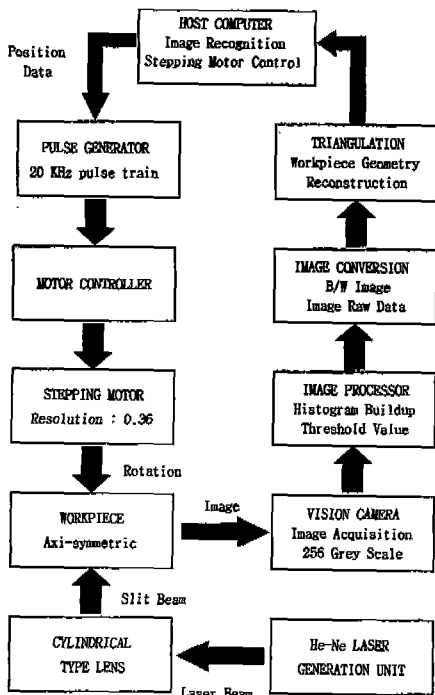 HOST COMPUTER
Image Recognition
Stepping Motor Control
Position
Data
PULSE GENERATOR
20 KHz pulse train
TRIANGULATION
Workpiece Geometry
Reconstruction
MOTOR CONTROLLER
IMAGE CONVERSION
B/W Image
Image Raw Data
STEPPING MOTOR
Resolution : 0.36
IMAGE PROCESSOR
Histogram Buildup
Threshold Value
Rotation
WORKPIECE
Axi-symmetric
Image
VISION CAMERA
Image Acquisition
256 Grey Scale
Slit Beam
CYLINDRICAL
TYPE LENS
He-Ne LASER
GENERATION UNIT
Laser Beam